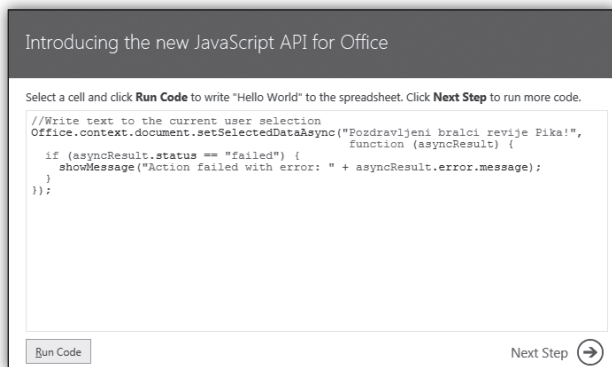 Introducing the new JavaScript API for Office
Select a cell and click Run Code to write "Hello World" to the spreadsheet. Click Next Step to run more code.
//Write text to the current user selection
Office.context.document.setSelectedDataAsync("Pozdravljeni bralci revije Pika!",
function (asyncResult) {
if (asyncResult.status == "failed") {
showMessage("Action failed with error: " + asyncResult.error.message);
}
});
Run Code
Next Step